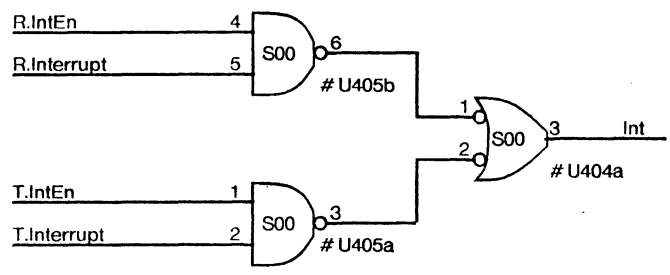 R.IntEn 4
S00 6
R.Interrupt 5
# U405b
1
S00 3 Int
2
# U404a
T.IntEn 1
S00 3
T.Interrupt 2
# U405a